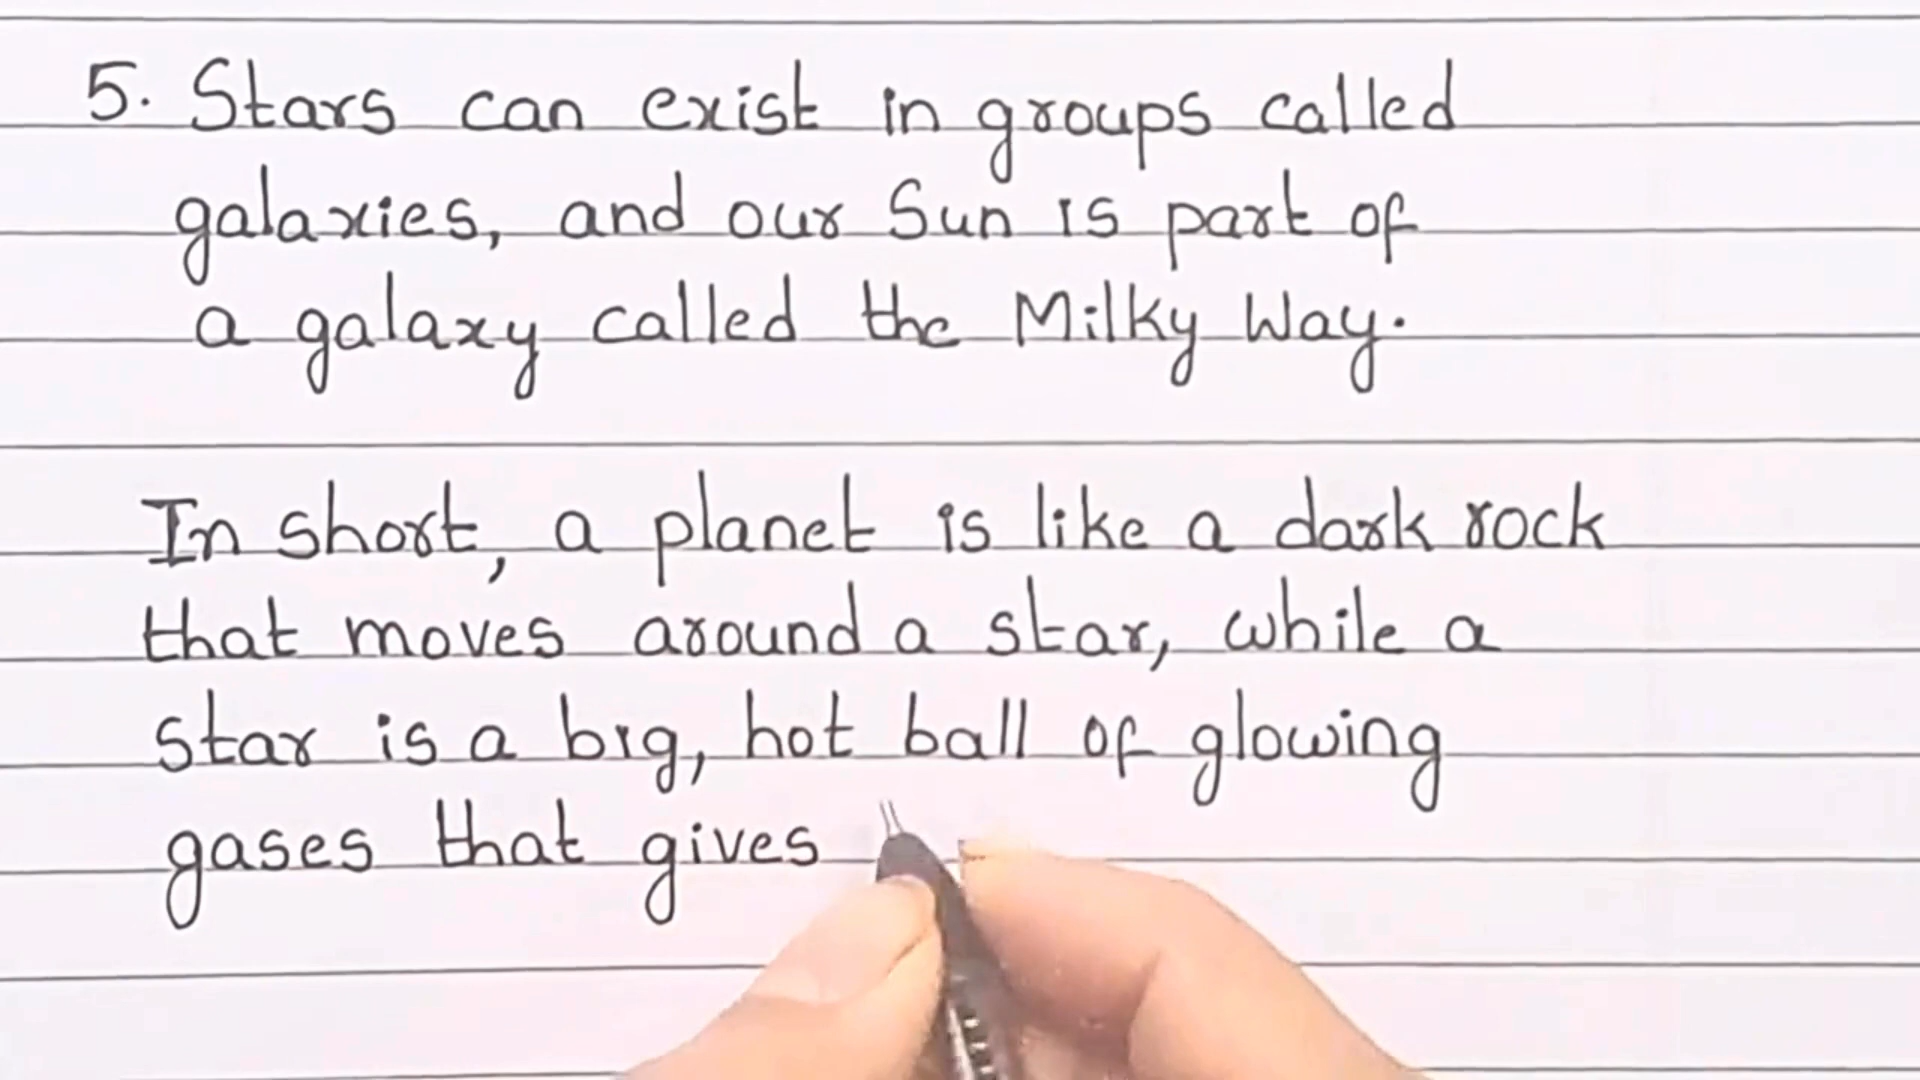 5. Stars can exist in groups called
galaxies, and our Sun is part of
a galaxy called the Milky Way.
In short, a planet is like a dark rock
that moves around a star, while a
star is a big, hot ball of glowing
gases that gives